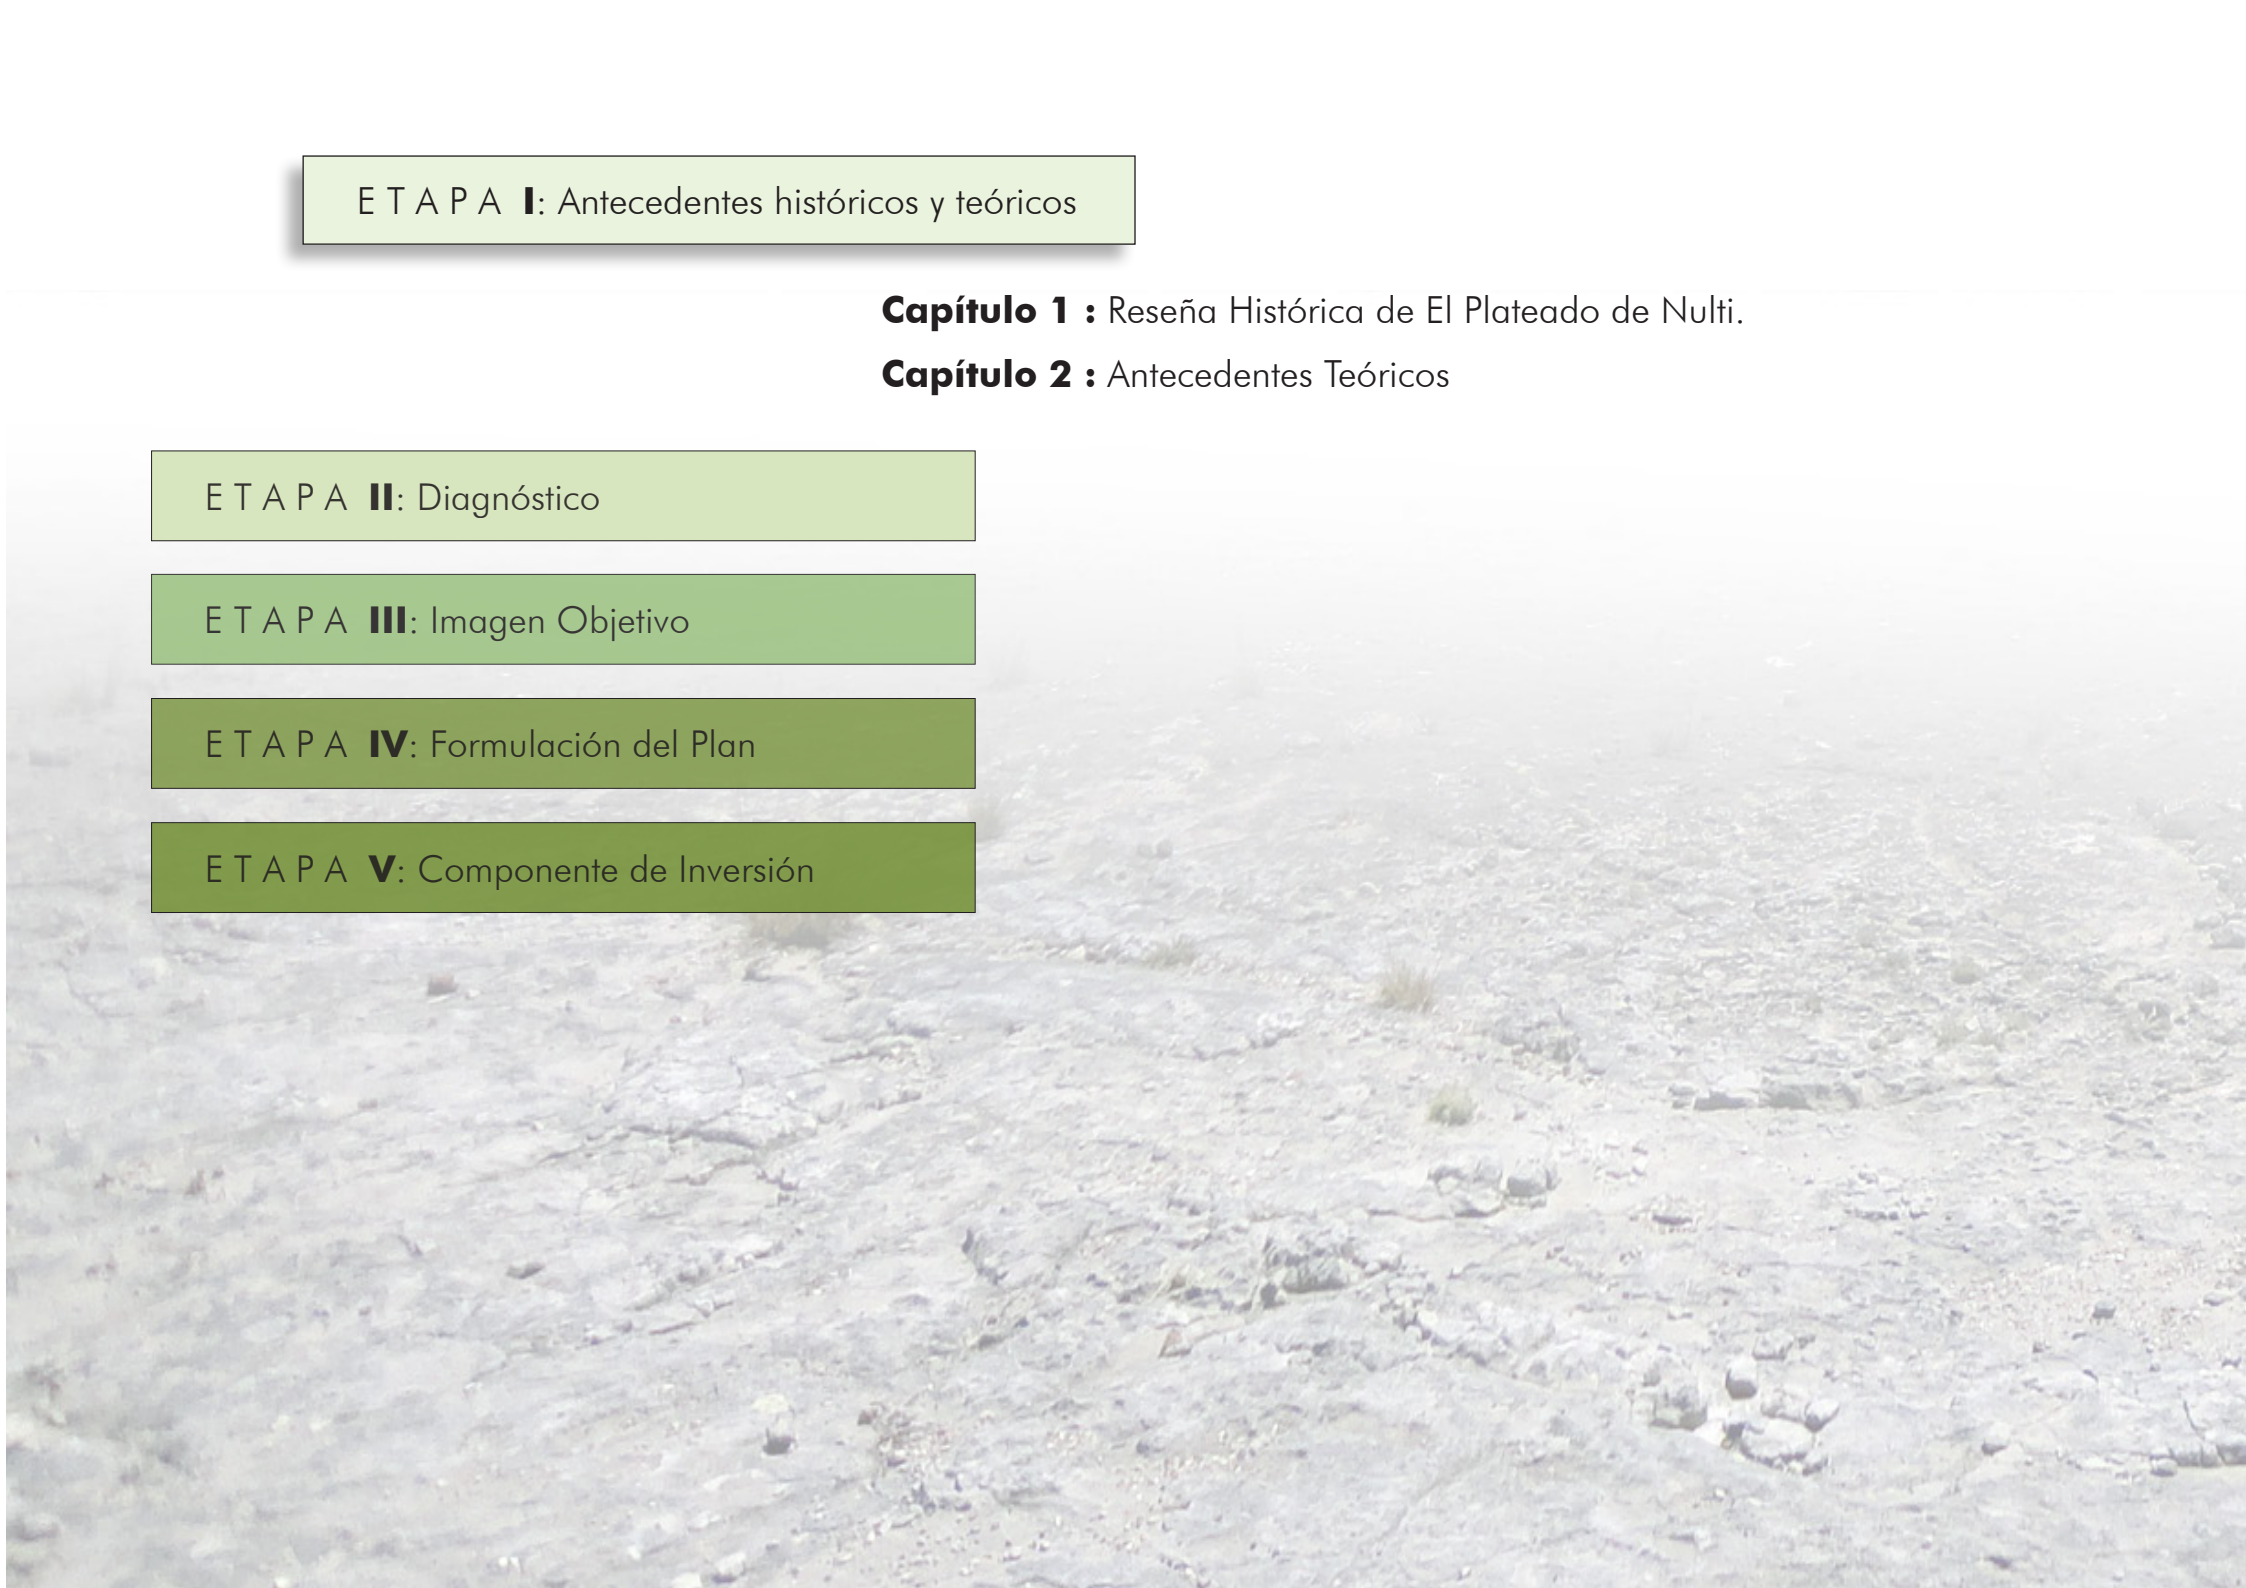 E T A P A I: Antecedentes históricos y teóricos
Capítulo 1 : Reseña Histórica de El Plateado de Nulti.
Capítulo 2 : Antecedentes Teóricos
E T A P A II: Diagnóstico
E T A P A III: Imagen Objetivo
E T A P A IV: Formulación del Plan
E T A P A V: Componente de Inversión